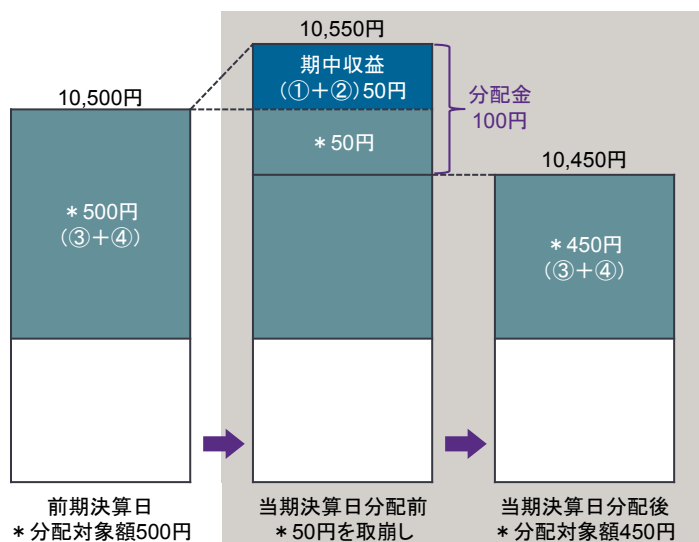 10,500円
＊500円
（③＋④）
前期決算日
＊分配対象額500円
10,550円
期中収益
（①＋②）50円
＊50円
分配金
100円
当期決算日分配前
＊50円を取崩し
10,450円
＊450円
（③＋④）
当期決算日分配後
＊分配対象額450円